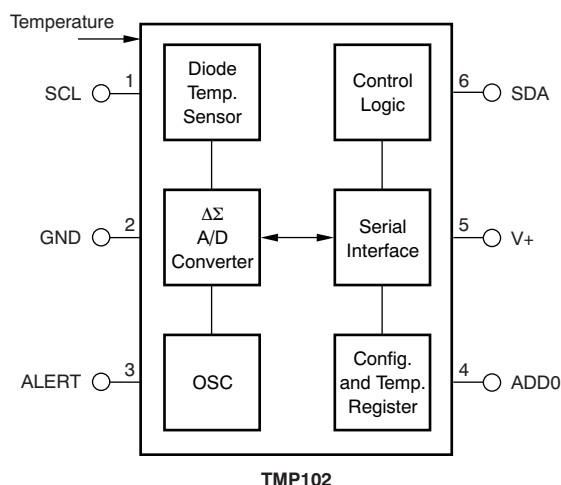 Temperature
1
SCL
Diode
Temp.
Sensor
Control
Logic
6
SDA
2
GND
ΔΣ
A/D
Converter
Serial
Interface
5
V+
3
ALERT
OSC
Config.
and Temp.
Register
4
ADD0
TMP102